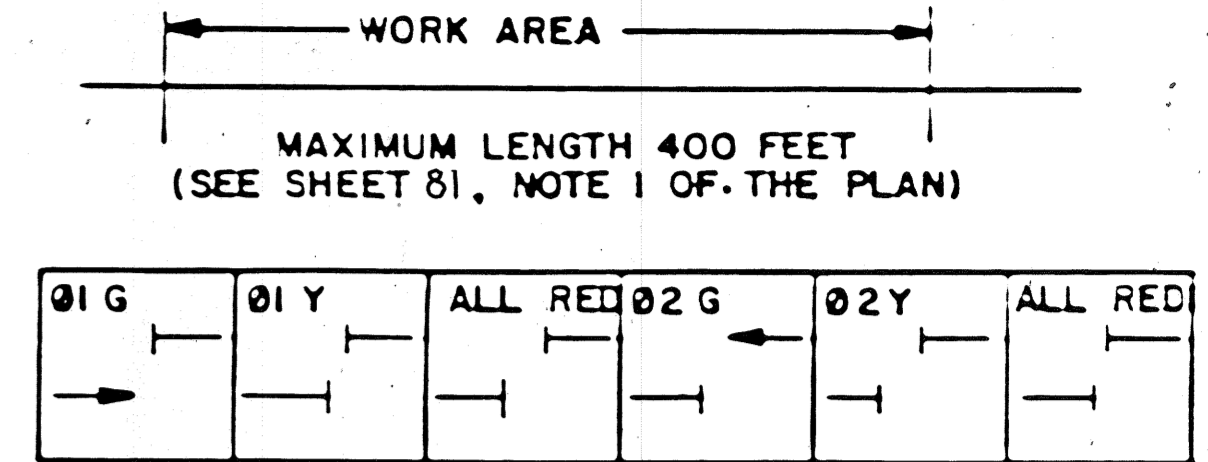 WORK AREA
MAXIMUM LENGTH 400 FEET
(SEE SHEET 81, NOTE 1 OF THE PLAN)
Ø1 G
Ø1 Y
ALL RED
Ø2 G
Ø2Y
ALL RED